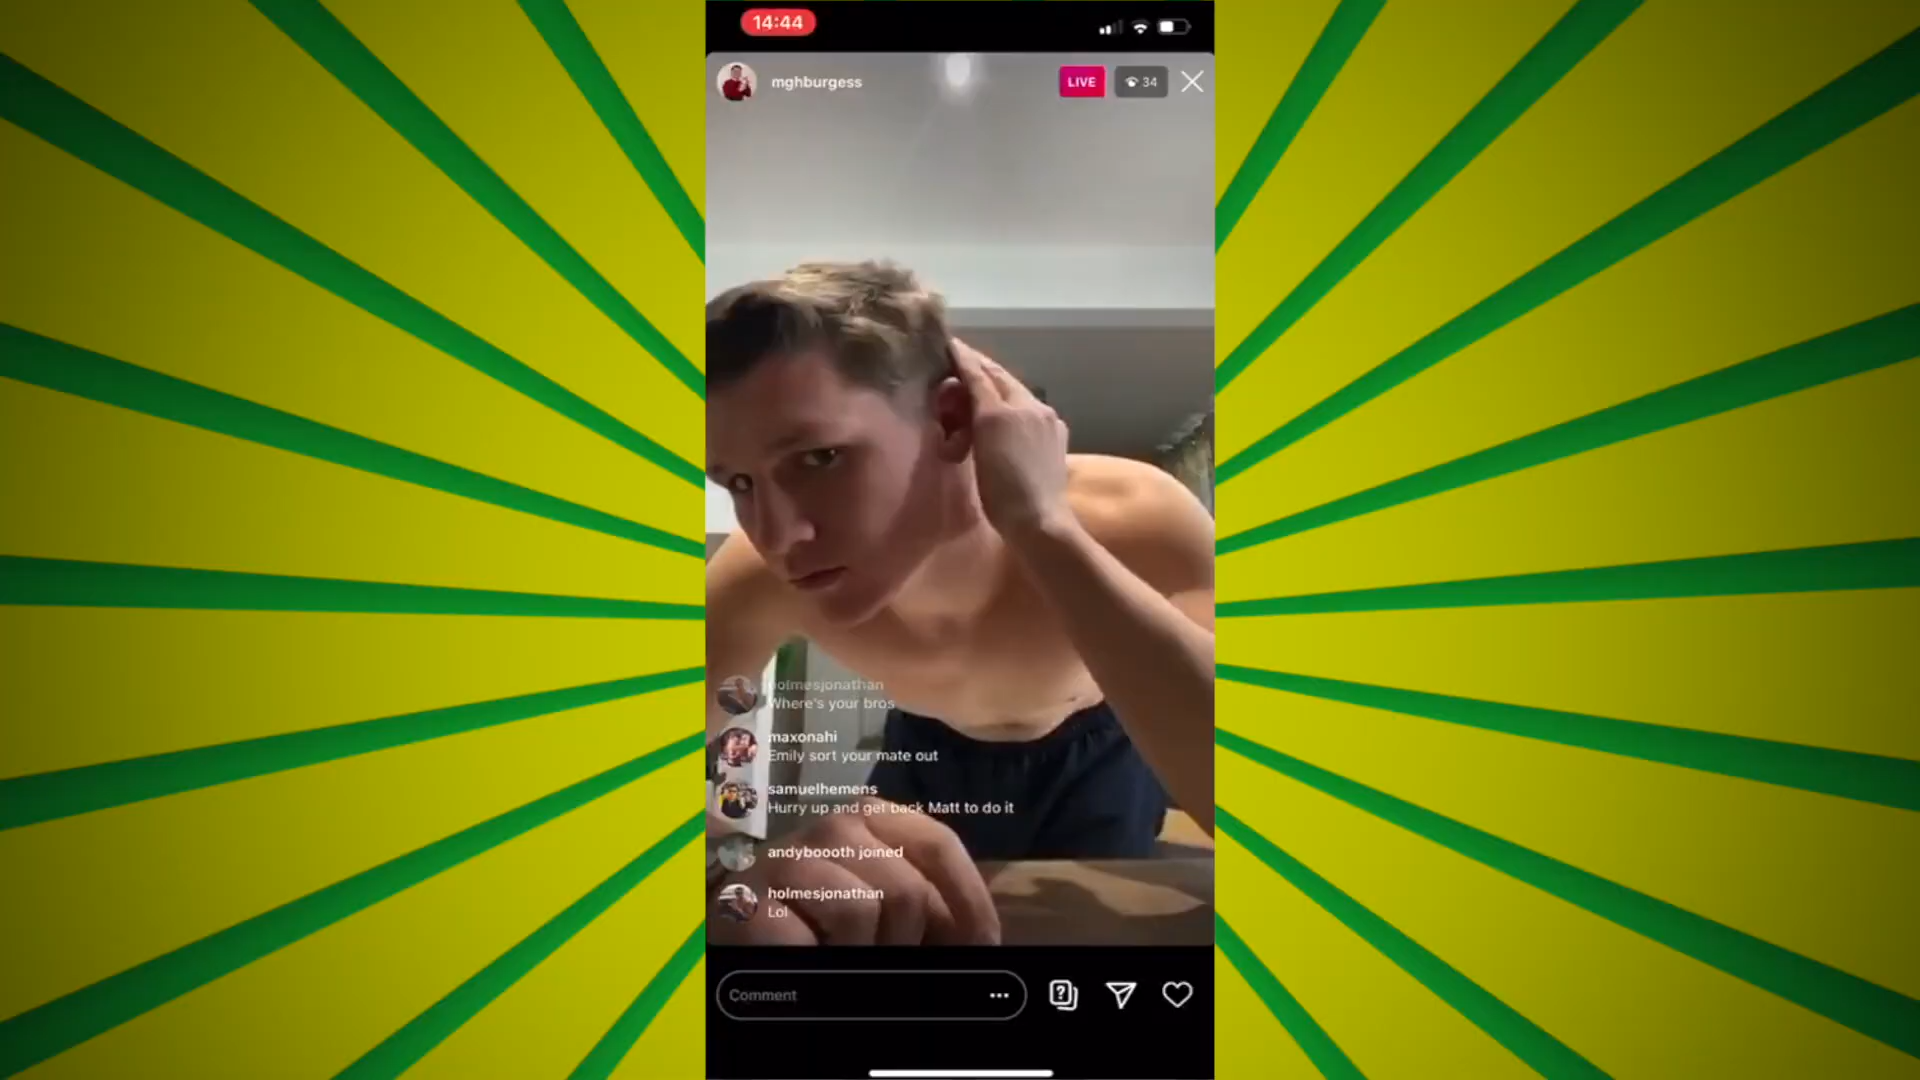 14:44
mghburgess
LIVE
34
holmesjonathan
Where's your bros
maxonahi
Emily sort your mate out
samuelhemens
Hurry up and get back Matt to do it
andyboooth joined
holmesjonathan
Lol
Comment